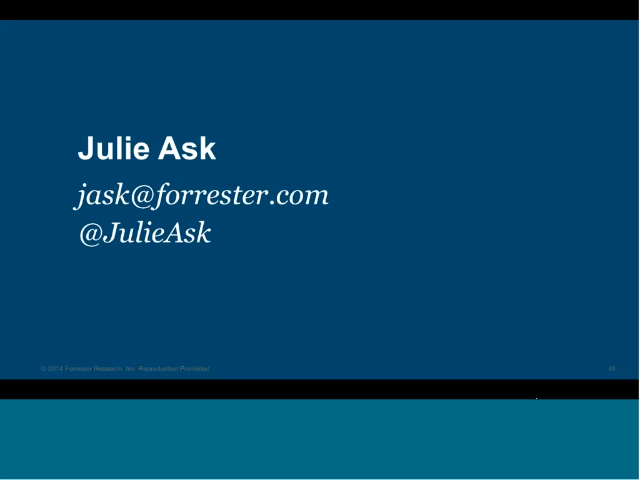 Julie Ask
jask@forrester.com
@JulieAsk
© 2014 Forrester Research, Inc. Reproduction Prohibited
45